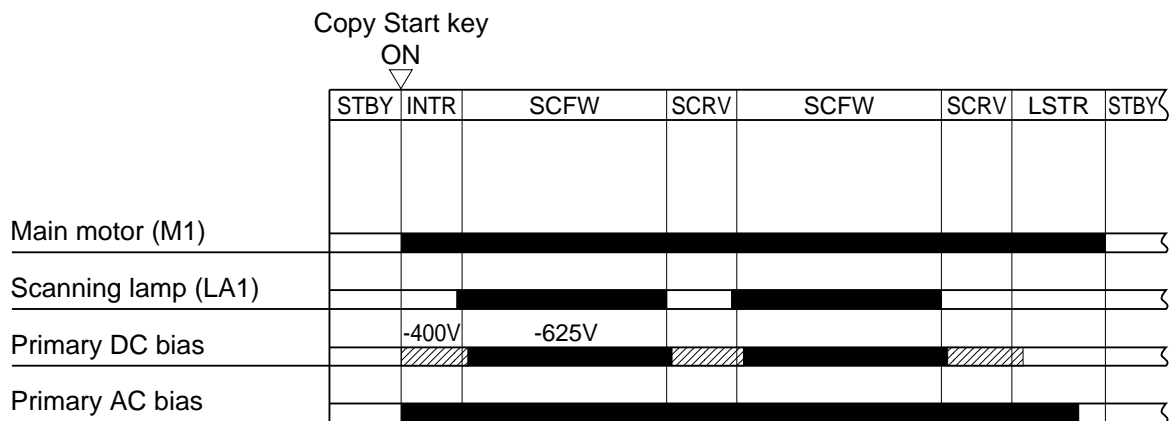 Copy Start key
ON
STBY INTR SCFW SCRV SCFW SCRV LSTR STBY
Main motor (M1)
Scanning lamp (LA1)
-400V -625V
Primary DC bias
Primary AC bias